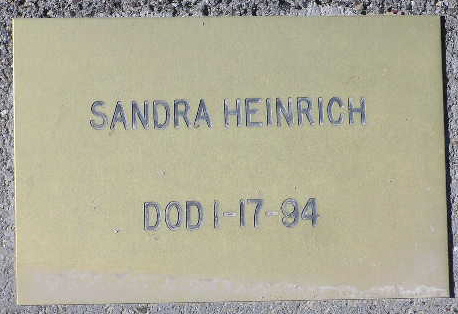 SANDRA HEINRICH
DOD 1-17-94